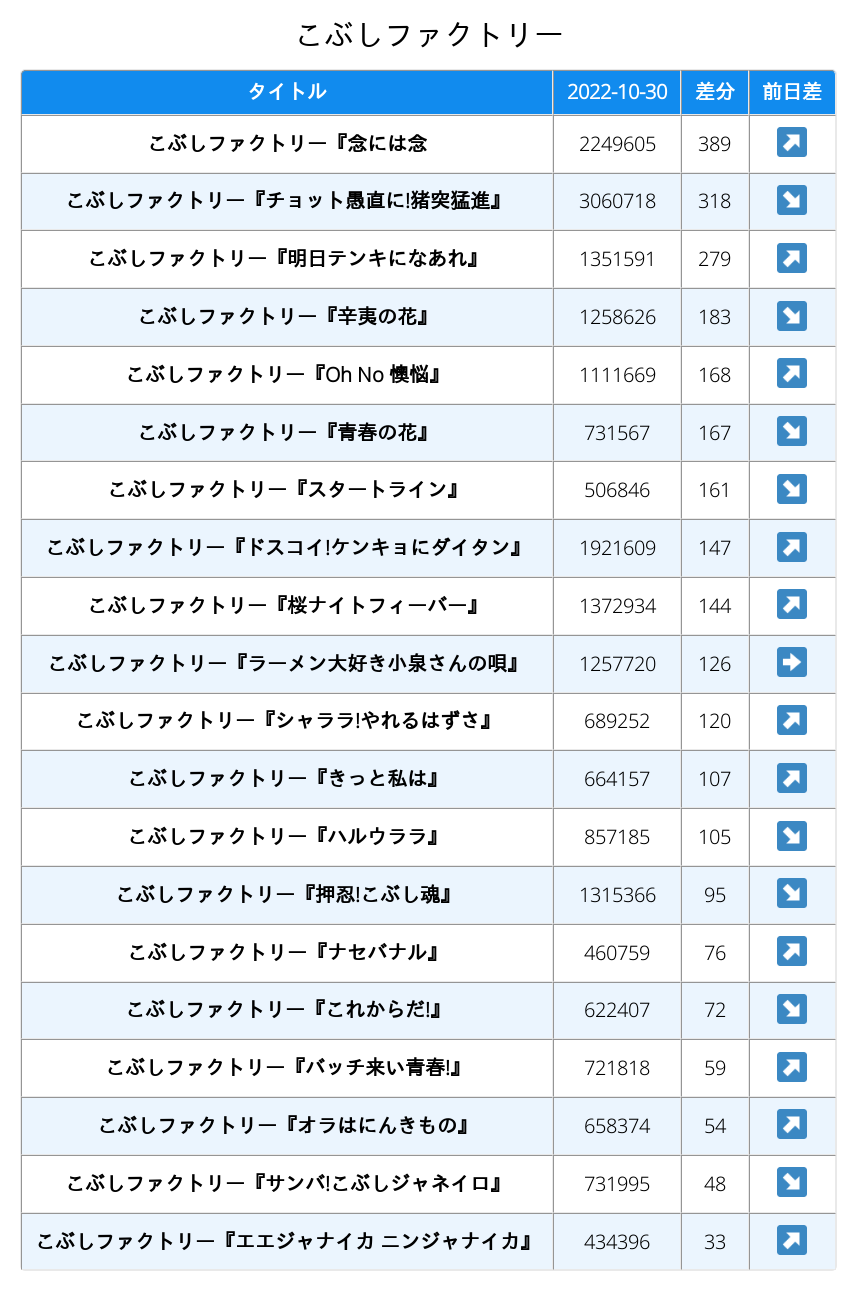 こぶしファクトリー
タイトル 2022-10-30 差分 前日差
こぶしファクトリー『念には念 2249605 389 ↗
こぶしファクトリー『チョット愚直に!猪突猛進』 3060718 318 ↘
こぶしファクトリー『明日テンキになあれ』 1351591 279 ↗
こぶしファクトリー『辛夷の花』 1258626 183 ↘
こぶしファクトリー『Oh No 懊悩』 1111669 168 ↗
こぶしファクトリー『青春の花』 731567 167 ↘
こぶしファクトリー『スタートライン』 506846 161 ↘
こぶしファクトリー『ドスコイ!ケンキョにダイタン』 1921609 147 ↗
こぶしファクトリー『桜ナイトフィーバー』 1372934 144 ↗
こぶしファクトリー『ラーメン大好き小泉さんの唄』 1257720 126 ➡
こぶしファクトリー『シャララ!やれるはずさ』 689252 120 ↗
こぶしファクトリー『きっと私は』 664157 107 ↗
こぶしファクトリー『ハルウララ』 857185 105 ↘
こぶしファクトリー『押忍!こぶし魂』 1315366 95 ↘
こぶしファクトリー『ナセバナル』 460759 76 ↗
こぶしファクトリー『これからだ!』 622407 72 ↘
こぶしファクトリー『バッチ来い青春!』 721818 59 ↗
こぶしファクトリー『オラはにんきもの』 658374 54 ↗
こぶしファクトリー『サンバ!こぶしジャネイロ』 731995 48 ↘
こぶしファクトリー『エエジャナイカ ニンジャナイカ』 434396 33 ↗